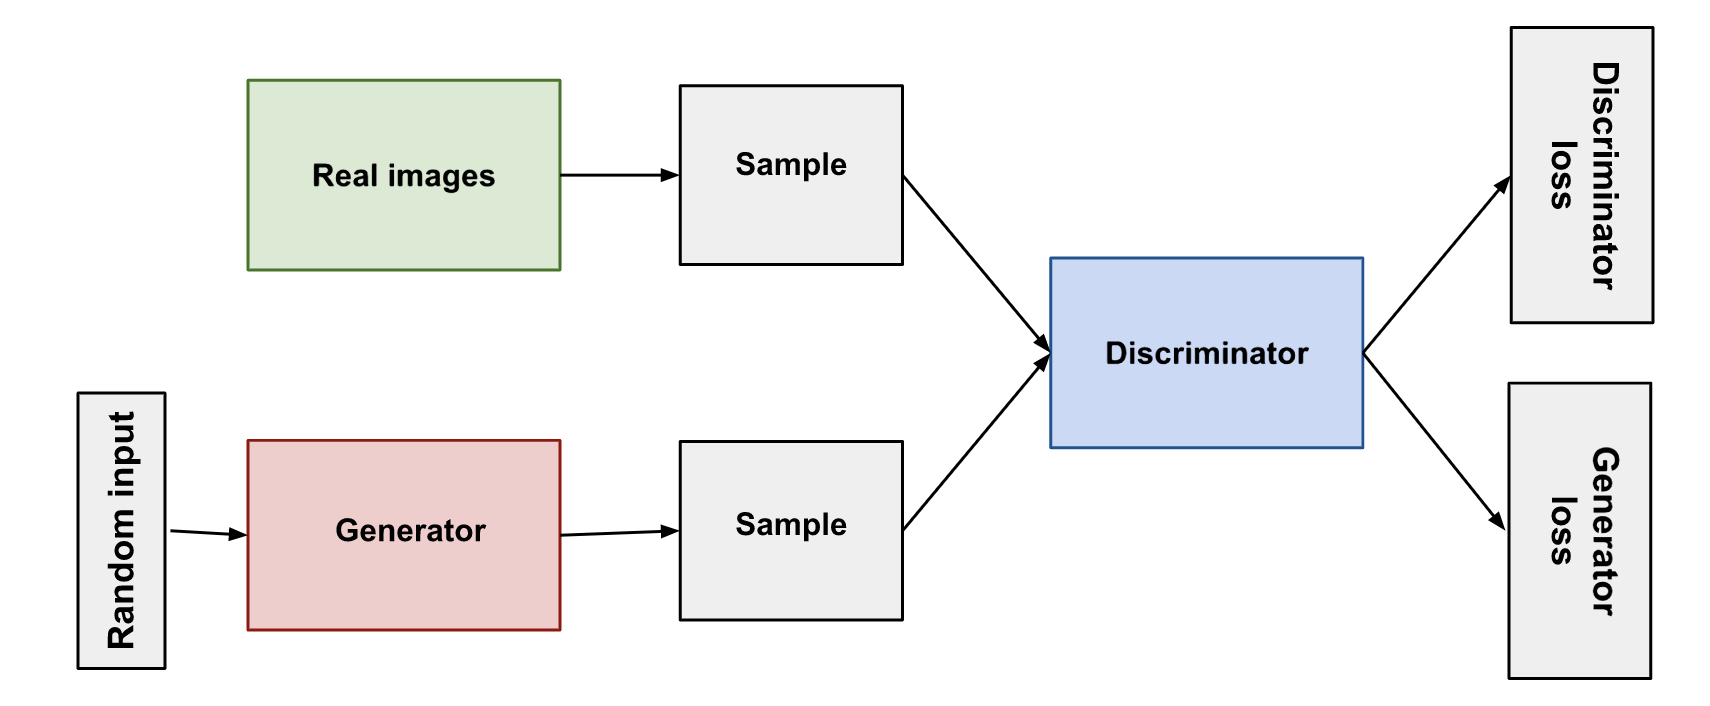 Real images
Sample
Discriminator
loss
Discriminator
Random input
Generator
Sample
Generator
loss